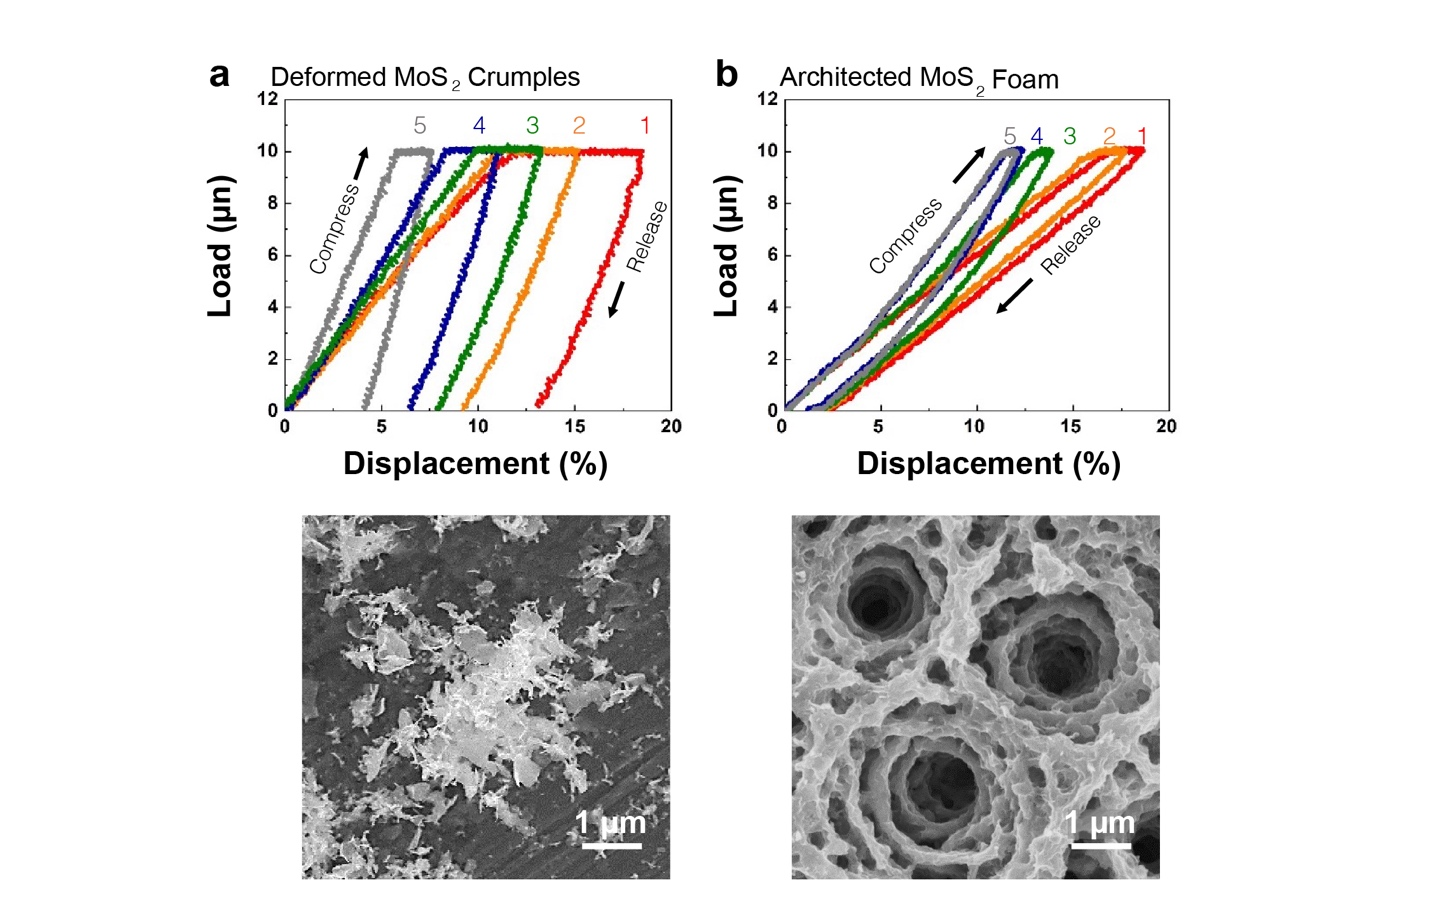 a Deformed MoS2 Crumples
12
10
8
6
4
2
0
5 4 3 2 1
Compress
Release
Load (μn)
0 5 10 15 20
Displacement (%)
b Architected MoS2 Foam
12
10
8
6
4
2
0
5 4 3 2 1
Compress
Release
Load (μn)
0 5 10 15 20
Displacement (%)
1 μm
1 μm